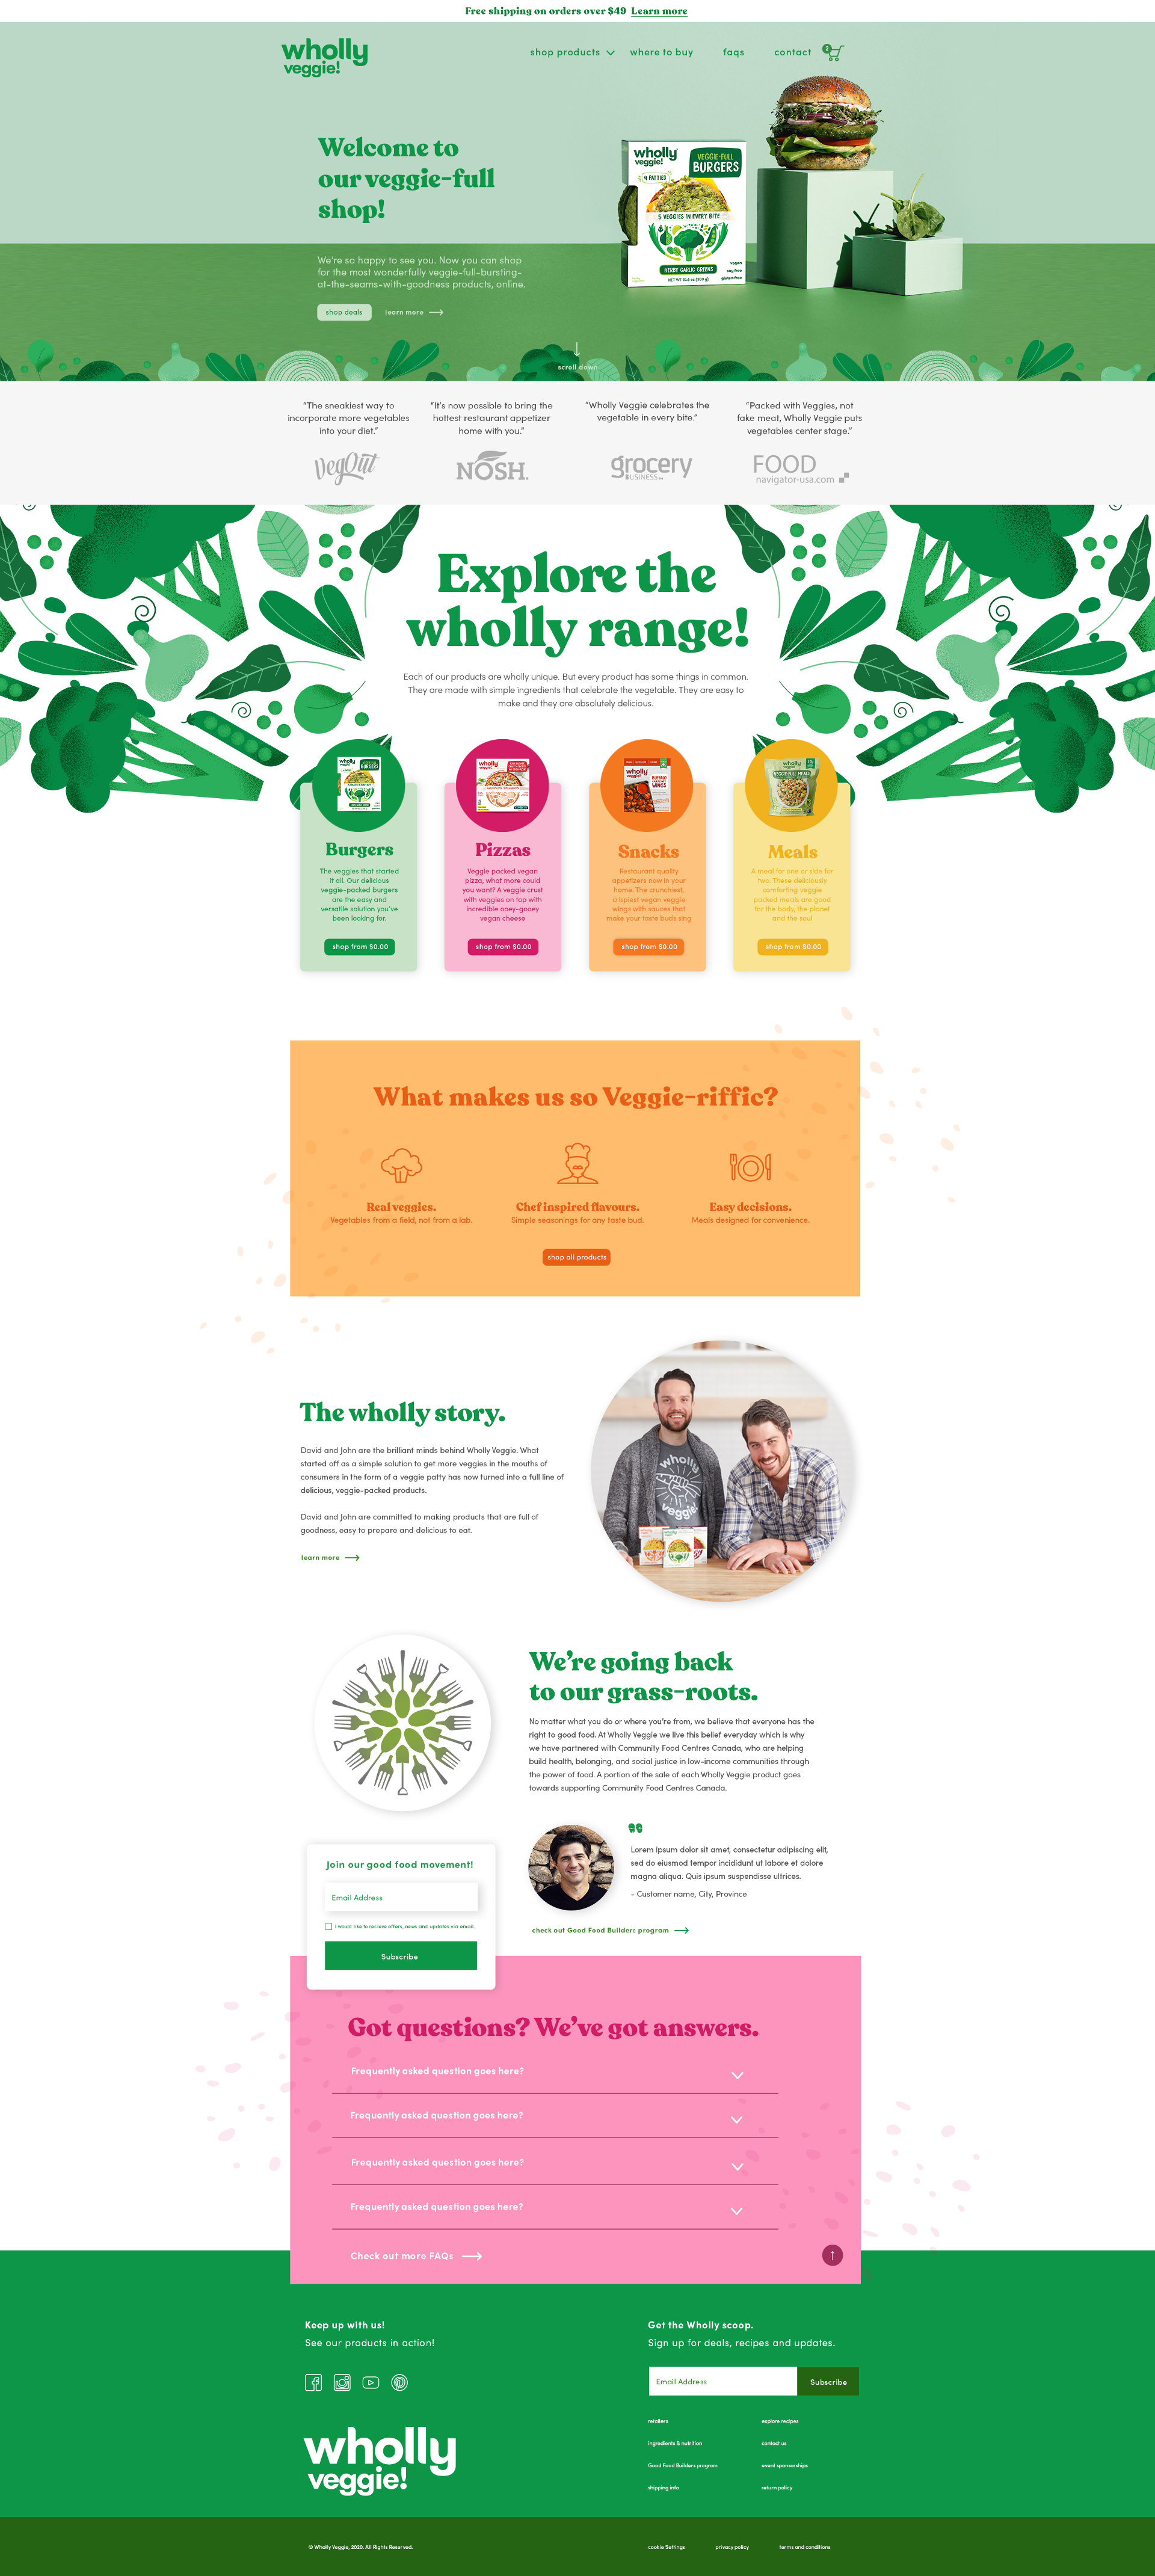 Free shipping on orders over $49 Learn more
wholly
veggie!
shop products
where to buy
faqs
contact
2
Welcome to
our veggie-full
shop!
We're so happy to see you. Now you can shop
for the most wonderfully veggie-full-bursting-
at-the-seams-with-goodness products, online.
shop deals
learn more
wholly
veggie!
VEGGIE-FULL
BURGERS
4 PATTIES
5 VEGGIES IN EVERY BITE
HERBY GARLIC GREENS
vegan
soy free
gluten free
scroll down
"The sneakiest way to
incorporate more vegetables
into your diet."
VegOut
"It's now possible to bring the
hottest restaurant appetizer
home with you."
NOSH.
"Wholly Veggie celebrates the
vegetable in every bite."
grocery
BUSINESS
"Packed with Veggies, not
fake meat, Wholly Veggie puts
vegetables center stage."
FOOD
navigator-usa.com
Explore the
wholly range!
Each of our products are wholly unique. But every product has some things in common.
They are made with simple ingredients that celebrate the vegetable. They are easy to
make and they are absolutely delicious.
Burgers
The veggies that started
it all. Our delicious
veggie-packed burgers
are the easy and
versatile solution you've
been looking for.
shop from $0.00
Pizzas
Veggie packed vegan
pizza, what more could
you want? A veggie crust
with veggies on top with
incredible ooey-gooey
vegan cheese
shop from $0.00
Snacks
Restaurant quality
appetizers now in your
home. The crunchiest,
crispiest vegan veggie
wings with sauces that
make your taste buds sing
shop from $0.00
Meals
A meal for one or side for
two. These deliciously
comforting veggie
packed meals are good
for the body, the planet
and the soul
shop from $0.00
What makes us so Veggie-riffic?
Real veggies.
Vegetables from a field, not from a lab.
Chef inspired flavours.
Simple seasonings for any taste bud.
Easy decisions.
Meals designed for convenience.
shop all products
The wholly story.
David and John are the brilliant minds behind Wholly Veggie. What
started off as a simple solution to get more veggies in the mouths of
consumers in the form of a veggie patty has now turned into a full line of
delicious, veggie-packed products.
David and John are committed to making products that are full of
goodness, easy to prepare and delicious to eat.
learn more
wholly
veggie!
We're going back
to our grass-roots.
No matter what you do or where you're from, we believe that everyone has the
right to good food. At Wholly Veggie we live this belief everyday which is why
we have partnered with Community Food Centres Canada, who are helping
build health, belonging, and social justice in low-income communities through
the power of food. A portion of the sale of each Wholly Veggie product goes
towards supporting Community Food Centres Canada.
Lorem ipsum dolor sit amet, consectetur adipiscing elit,
sed do eiusmod tempor incididunt ut labore et dolore
magna aliqua. Quis ipsum suspendisse ultrices.
- Customer name, City, Province
check out Good Food Builders program
Join our good food movement!
Email Address
I would like to recieve offers, news and updates via email.
Subscribe
Got questions? We've got answers.
Frequently asked question goes here?
Frequently asked question goes here?
Frequently asked question goes here?
Frequently asked question goes here?
Check out more FAQs
Keep up with us!
See our products in action!
wholly
veggie!
Get the Wholly scoop.
Sign up for deals, recipes and updates.
Email Address
Subscribe
retailers
explore recipes
ingredients & nutrition
contact us
Good Food Builders program
event sponsorships
shipping info
return policy
© Wholly Veggie, 2020. All Rights Reserved.
cookie Settings
privacy policy
terms and conditions